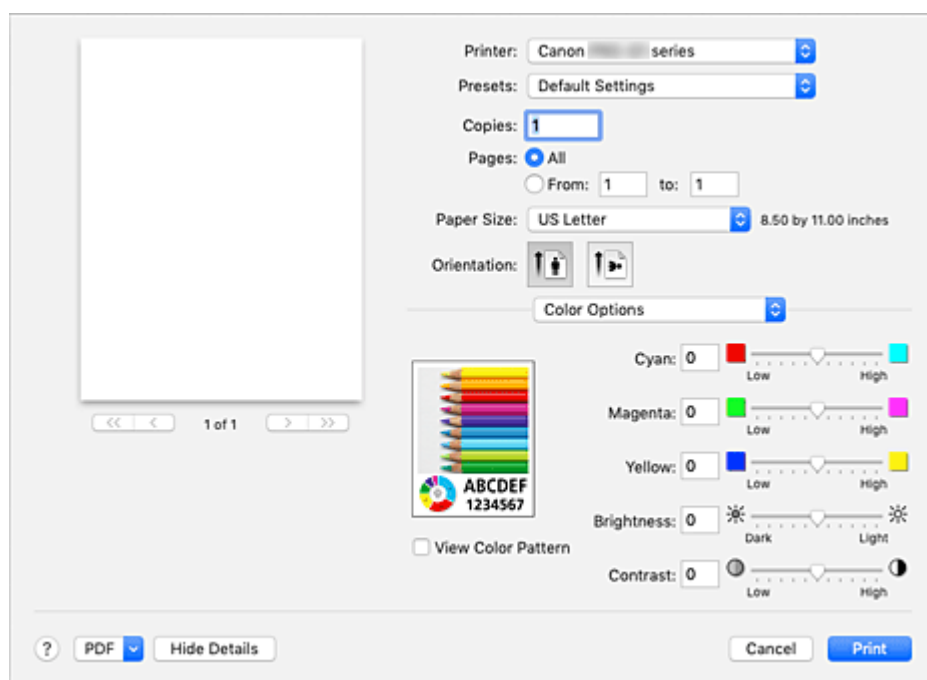 Printer: Canon series
Presets: Default Settings
Copies: 1
Pages: All
From: 1 to: 1
Paper Size: US Letter 8.50 by 11.00 inches
Orientation:
Color Options
Cyan: 0
Low High
Magenta: 0
Low High
Yellow: 0
Low High
Brightness: 0
Dark Light
Contrast: 0
Low High
ABCDEF
1234567
View Color Pattern
<< < 1 of 1 > >>
? PDF Hide Details Cancel Print